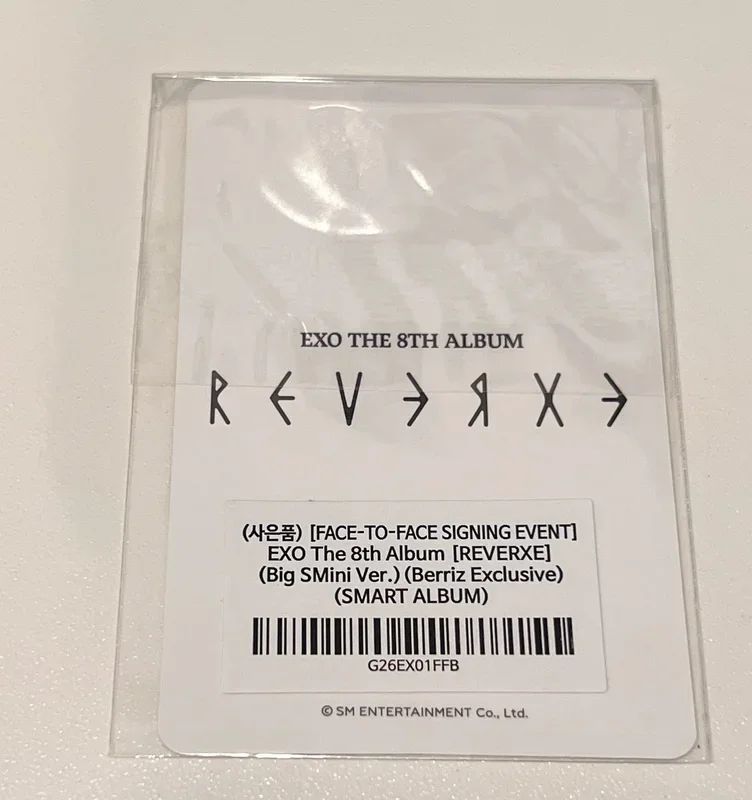 EXO THE 8TH ALBUM
REVERXE
(사은품) [FACE-TO-FACE SIGNING EVENT]
EXO The 8th Album [REVERXE]
(Big SMini Ver.) (Berriz Exclusive)
(SMART ALBUM)
G26EX01FFB
© SM ENTERTAINMENT Co., Ltd.